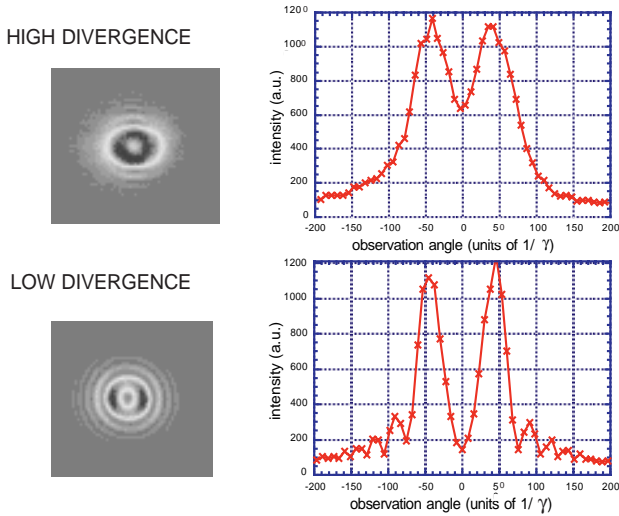 HIGH DIVERGENCE
1200
1000
800
600
400
200
0
intensity (a.u.)
-200 -150 -100 -50 0 50 100 150 200
observation angle (units of 1/ γ)
LOW DIVERGENCE
1200
1000
800
600
400
200
0
intensity (a.u.)
-200 -150 -100 -50 0 50 100 150 200
observation angle (units of 1/ γ)